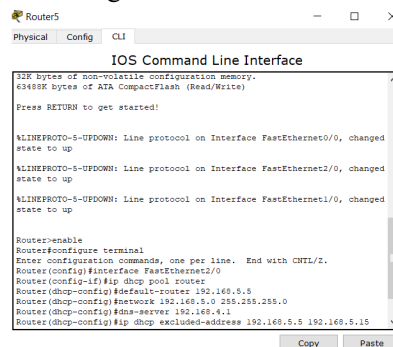 Router5
Physical Config CLI
IOS Command Line Interface
32K bytes of non-volatile configuration memory.
63488K bytes of ATA CompactFlash (Read/Write)
Press RETURN to get started!
%LINEPROTO-5-UPDOWN: Line protocol on Interface FastEthernet0/0, changed
state to up
%LINEPROTO-5-UPDOWN: Line protocol on Interface FastEthernet2/0, changed
state to up
%LINEPROTO-5-UPDOWN: Line protocol on Interface FastEthernet1/0, changed
state to up
Router>enable
Router#configure terminal
Enter configuration commands, one per line. End with CNTL/Z.
Router(config)#interface FastEthernet2/0
Router(config-if)#ip dhcp pool router
Router(dhcp-config)#default-router 192.168.5.5
Router(dhcp-config)#network 192.168.5.0 255.255.255.0
Router(dhcp-config)#dns-server 192.168.4.1
Router(dhcp-config)#ip dhcp excluded-address 192.168.5.5 192.168.5.15
Copy Paste